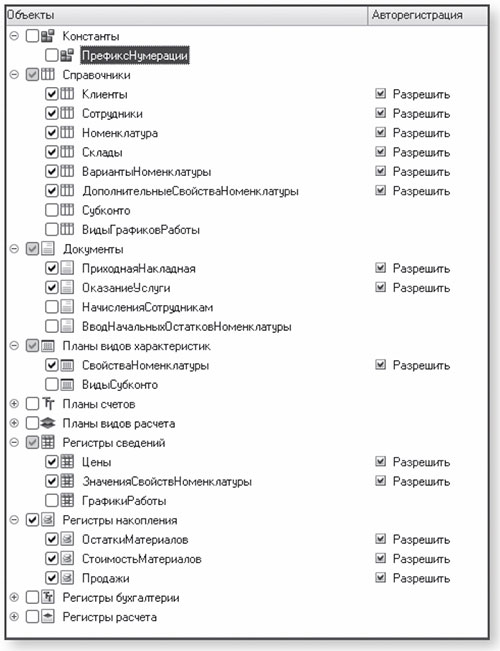 Объекты Авторегистрация
Константы
ПрефиксНумерации
Справочники
Клиенты Разрешить
Сотрудники Разрешить
Номенклатура Разрешить
Склады Разрешить
ВариантыНоменклатуры Разрешить
ДополнительныеСвойстваНоменклатуры Разрешить
Субконто
ВидыГрафиковРаботы
Документы
ПриходнаяНакладная Разрешить
ОказаниеУслуги Разрешить
НачисленияСотрудникам
ВводНачальныхОстатковНоменклатуры
Планы видов характеристик
СвойстваНоменклатуры Разрешить
ВидыСубконто
Планы счетов
Планы видов расчета
Регистры сведений
Цены Разрешить
ЗначенияСвойствНоменклатуры Разрешить
ГрафикиРаботы
Регистры накопления
ОстаткиМатериалов Разрешить
СтоимостьМатериалов Разрешить
Продажи Разрешить
Регистры бухгалтерии
Регистры расчета